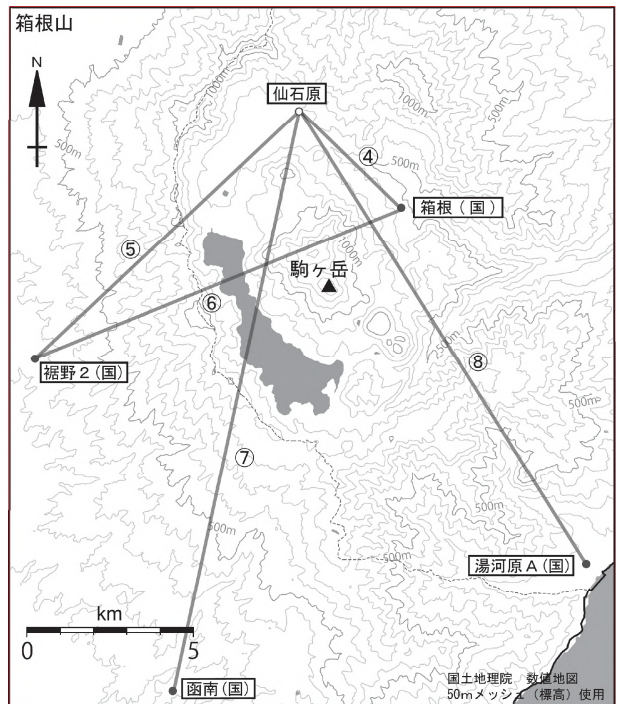 箱根山
N
1000m
仙石原
1000m
500m
500m
④
500m
箱根(国)
⑤
1000m
駒ヶ岳
⑥
500m
裾野2(国)
⑧
500m
⑦
500m
500m
500m
湯河原A(国)
km
0 5
函南(国)
国土地理院 数値地図
50mメッシュ(標高)使用